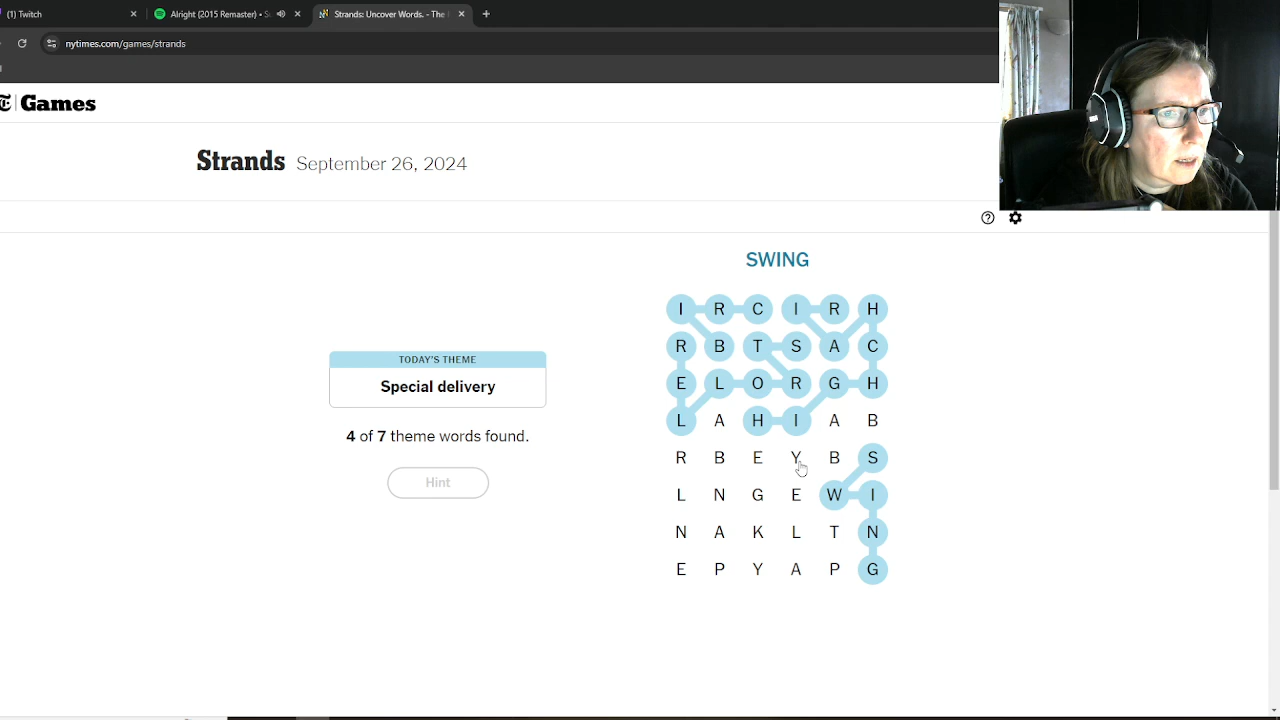 (1) Twitch
Alright (2015 Remaster) • S
Strands: Uncover Words. - The
nytimes.com/games/strands
Games
Strands September 26, 2024
SWING
I R C I R H
R B T S A C
E L O R G H
L A H I A B
R B E Y B S
L N G E W I
N A K L T N
E P Y A P G
TODAY'S THEME
Special delivery
4 of 7 theme words found.
Hint